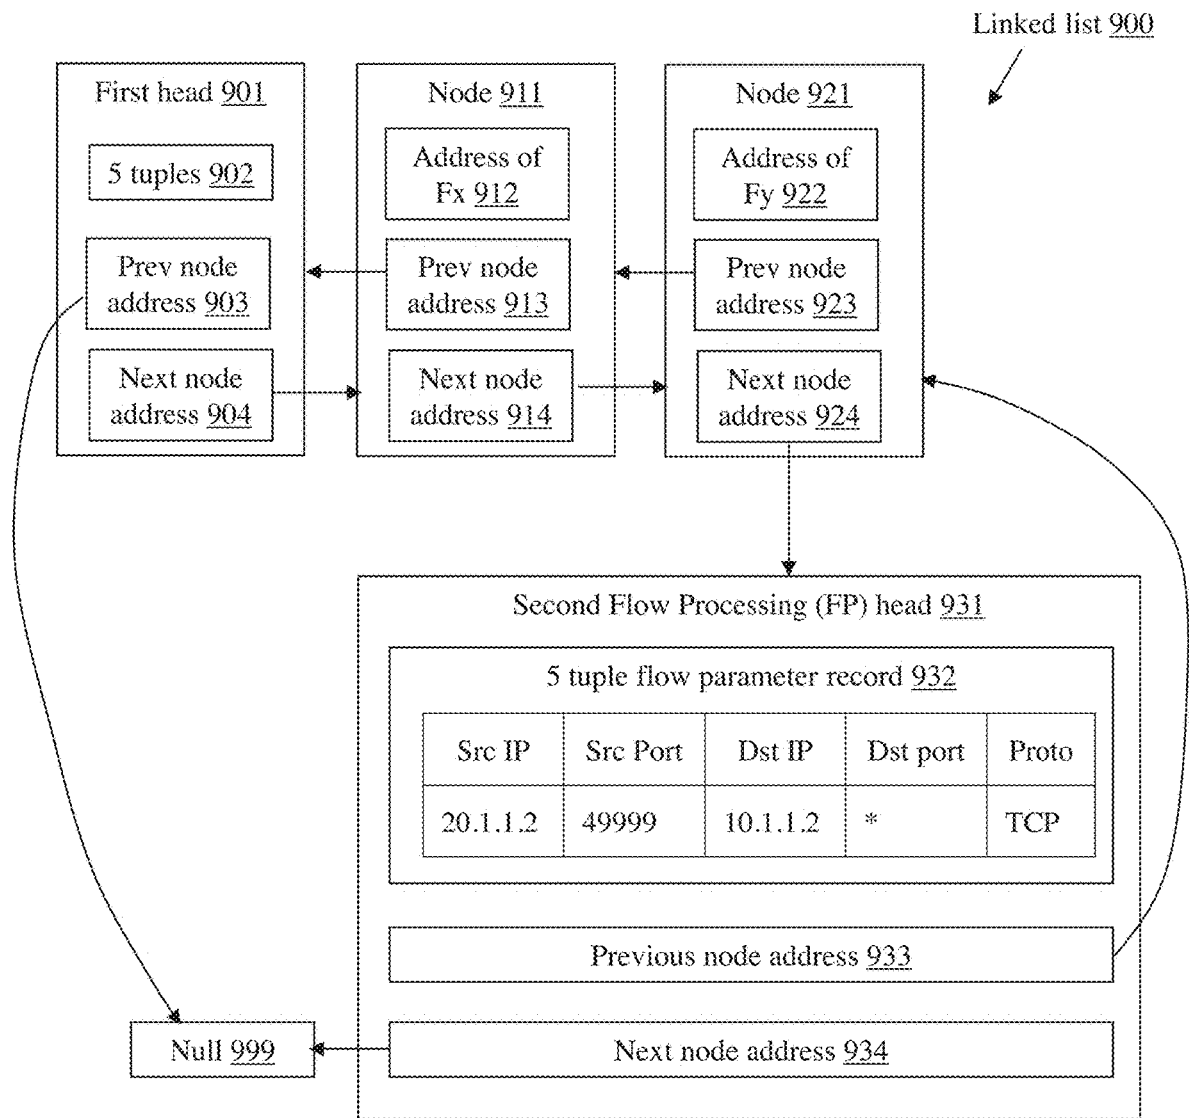 Linked list 900
First head 901
5 tuples 902
Prev node
address 903
Next node
address 904
Node 911
Address of
Fx 912
Prev node
address 913
Next node
address 914
Node 921
Address of
Fy 922
Prev node
address 923
Next node
address 924
Second Flow Processing (FP) head 931
5 tuple flow parameter record 932
Src IP Src Port Dst IP Dst port Proto
20.1.1.2 49999 10.1.1.2 * TCP
Previous node address 933
Next node address 934
Null 999